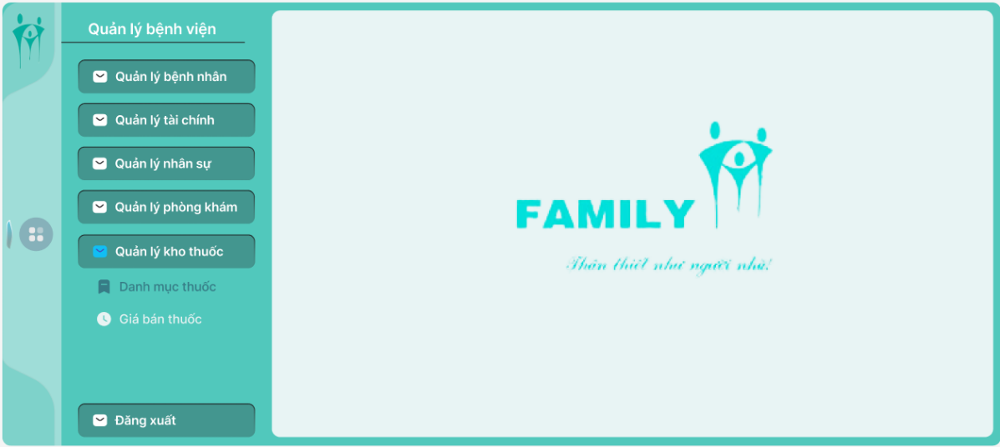 Quản lý bệnh viện
Quản lý bệnh nhân
Quản lý tài chính
Quản lý nhân sự
Quản lý phòng khám
Quản lý kho thuốc
Danh mục thuốc
Giá bán thuốc
Đăng xuất
FAMILY
Thân thiết như người nhà!